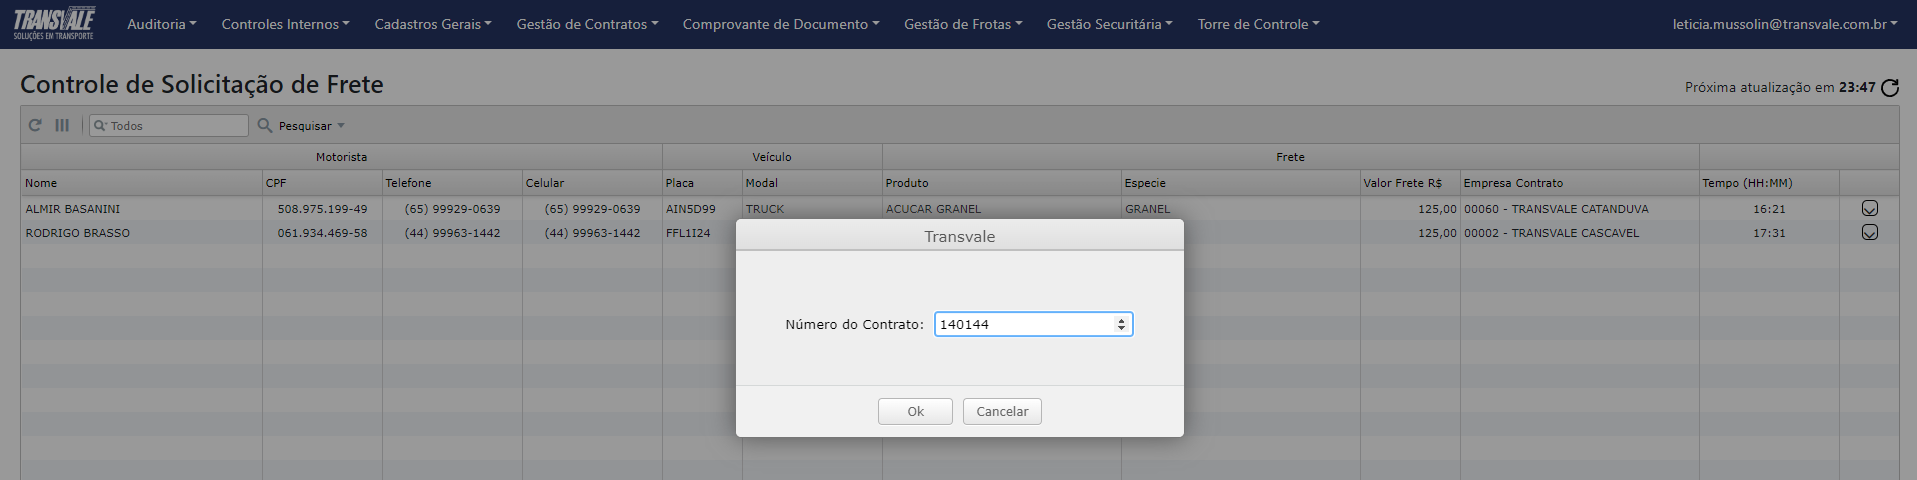 TRANSVALE
SOLUÇÕES EM TRANSPORTE
Auditoria Controles Internos Cadastros Gerais Gestão de Contratos Comprovante de Documento Gestão de Frotas Gestão Securitária Torre de Controle leticia.mussolin@transvale.com.br
Controle de Solicitação de Frete
Próxima atualização em 23:47
Todos Pesquisar
Motorista Veículo Frete
Nome CPF Telefone Celular Placa Modal Produto Especie Valor Frete R$ Empresa Contrato Tempo (HH:MM)
ALMIR BASANINI 508.975.199-49 (65) 99929-0639 (65) 99929-0639 AIN5D99 TRUCK ACUCAR GRANEL GRANEL 125,00 00060 - TRANSVALE CATANDUVA 16:21
RODRIGO BRASSO 061.934.469-58 (44) 99963-1442 (44) 99963-1442 FFL1I24 125,00 00002 - TRANSVALE CASCAVEL 17:31
Transvale
Número do Contrato: 140144
Ok Cancelar